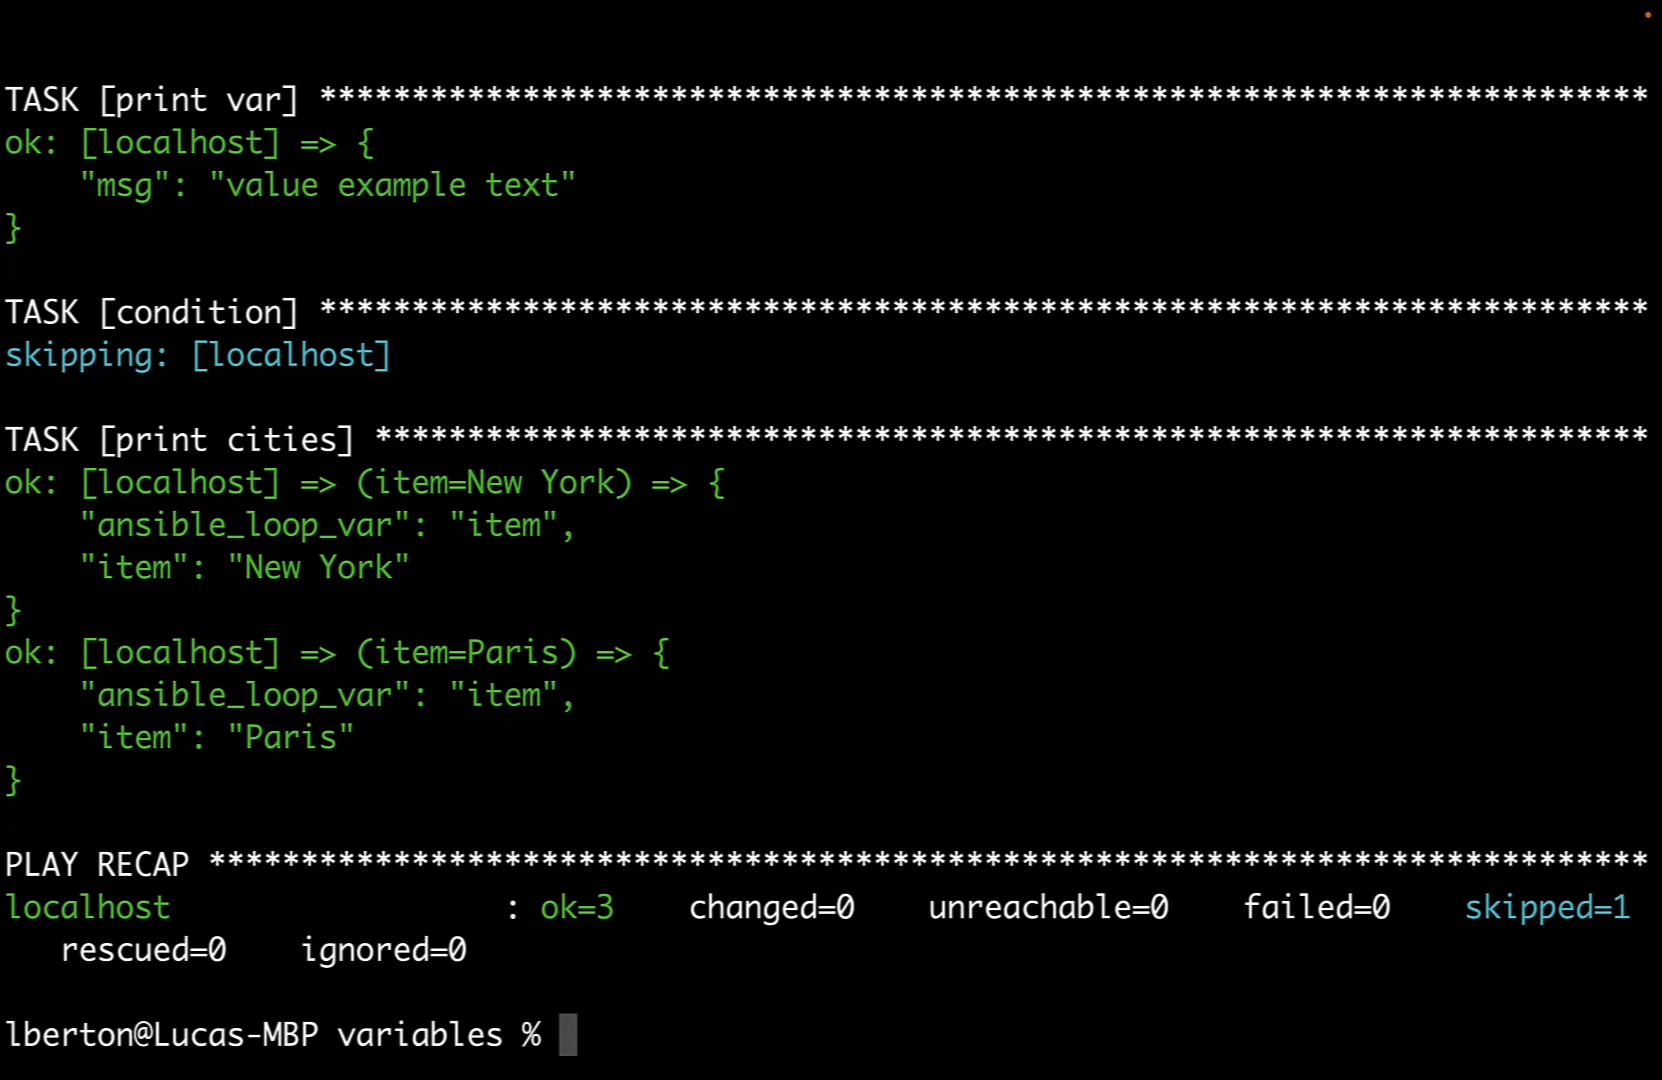 TASK [print var] ************************************************************************
ok: [localhost] => {
    "msg": "value example text"
}
TASK [condition] ************************************************************************
skipping: [localhost]
TASK [print cities] *********************************************************************
ok: [localhost] => (item=New York) => {
    "ansible_loop_var": "item",
    "item": "New York"
}
ok: [localhost] => (item=Paris) => {
    "ansible_loop_var": "item",
    "item": "Paris"
}
PLAY RECAP ******************************************************************************
localhost                  : ok=3    changed=0    unreachable=0    failed=0    skipped=1
   rescued=0    ignored=0
lberton@Lucas-MBP variables %